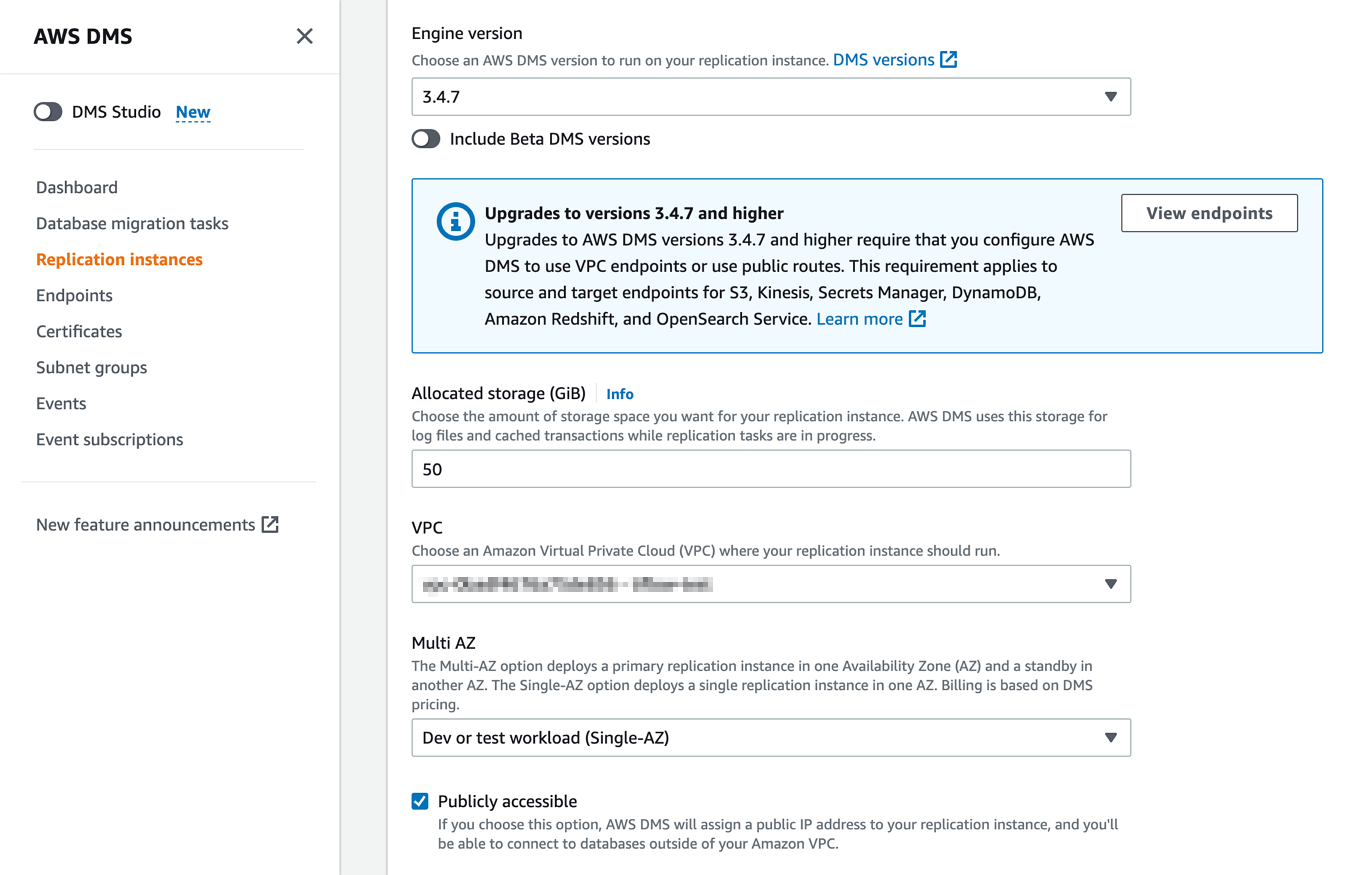 AWS DMS
DMS Studio New
Dashboard
Database migration tasks
Replication instances
Endpoints
Certificates
Subnet groups
Events
Event subscriptions
New feature announcements
Engine version
Choose an AWS DMS version to run on your replication instance. DMS versions
3.4.7
Include Beta DMS versions
Upgrades to versions 3.4.7 and higher
View endpoints
Upgrades to AWS DMS versions 3.4.7 and higher require that you configure AWS
DMS to use VPC endpoints or use public routes. This requirement applies to
source and target endpoints for S3, Kinesis, Secrets Manager, DynamoDB,
Amazon Redshift, and OpenSearch Service. Learn more
Allocated storage (GiB) Info
Choose the amount of storage space you want for your replication instance. AWS DMS uses this storage for
log files and cached transactions while replication tasks are in progress.
50
VPC
Choose an Amazon Virtual Private Cloud (VPC) where your replication instance should run.
Multi AZ
The Multi-AZ option deploys a primary replication instance in one Availability Zone (AZ) and a standby in
another AZ. The Single-AZ option deploys a single replication instance in one AZ. Billing is based on DMS
pricing.
Dev or test workload (Single-AZ)
Publicly accessible
If you choose this option, AWS DMS will assign a public IP address to your replication instance, and you'll
be able to connect to databases outside of your Amazon VPC.